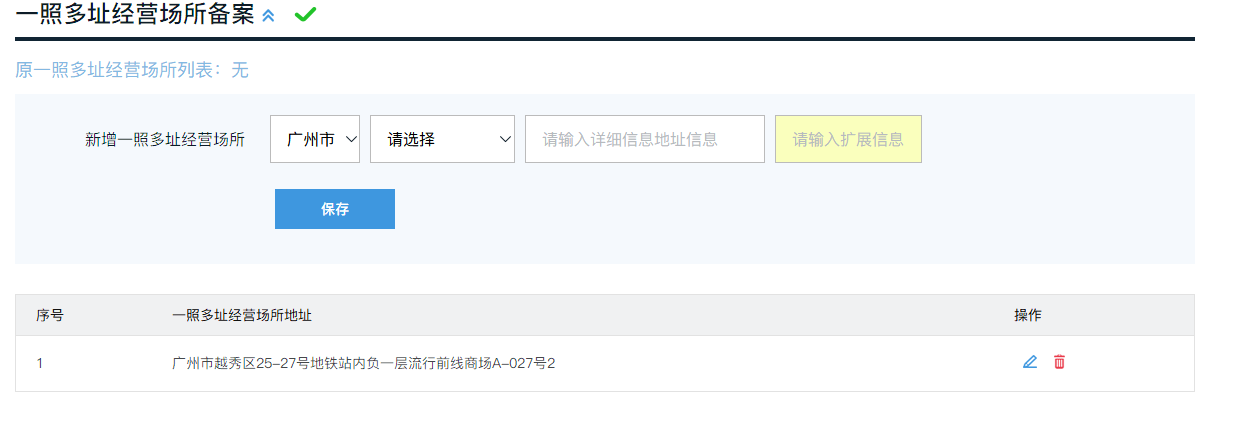 一照多址经营场所备案
原一照多址经营场所列表：无
新增一照多址经营场所 广州市 请选择 请输入详细信息地址信息 请输入扩展信息
保存
序号 一照多址经营场所地址 操作
1 广州市越秀区25-27号地铁站内负一层流行前线商场A-027号2